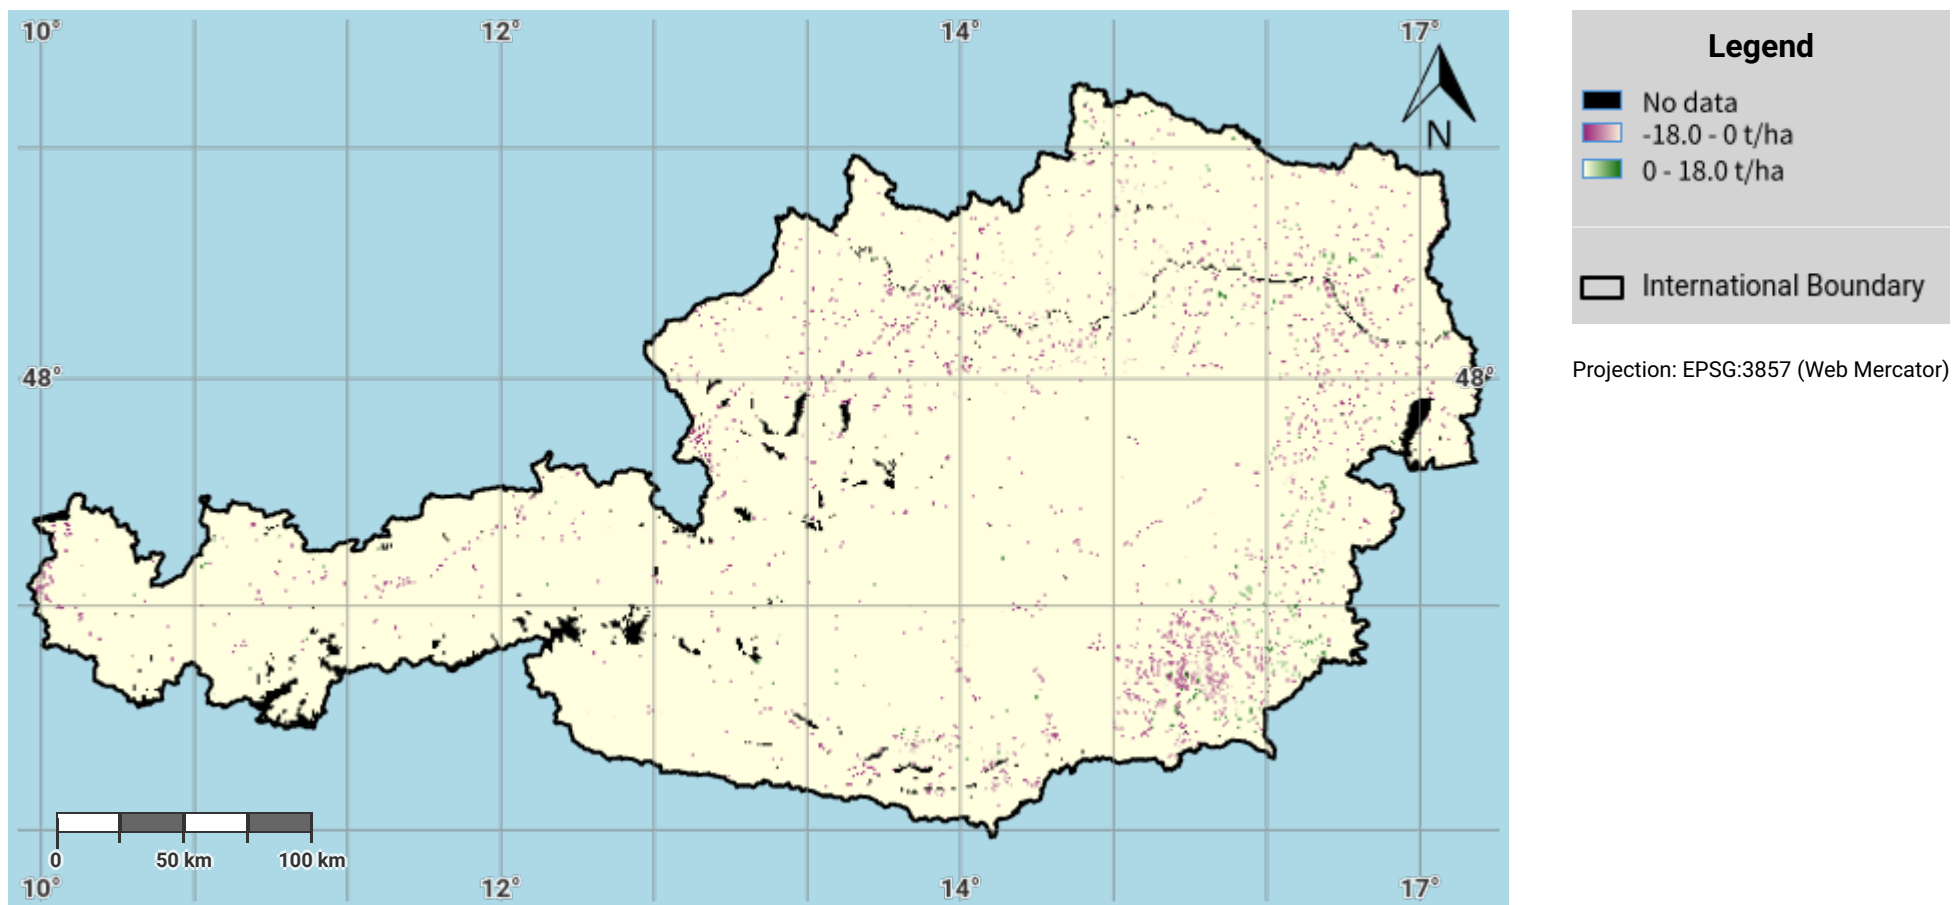 10° 12° 14° 17°
N
48° 48°
0 50 km 100 km
10° 12° 14° 17°
Legend
No data
-18.0 - 0 t/ha
0 - 18.0 t/ha
International Boundary
Projection: EPSG:3857 (Web Mercator)